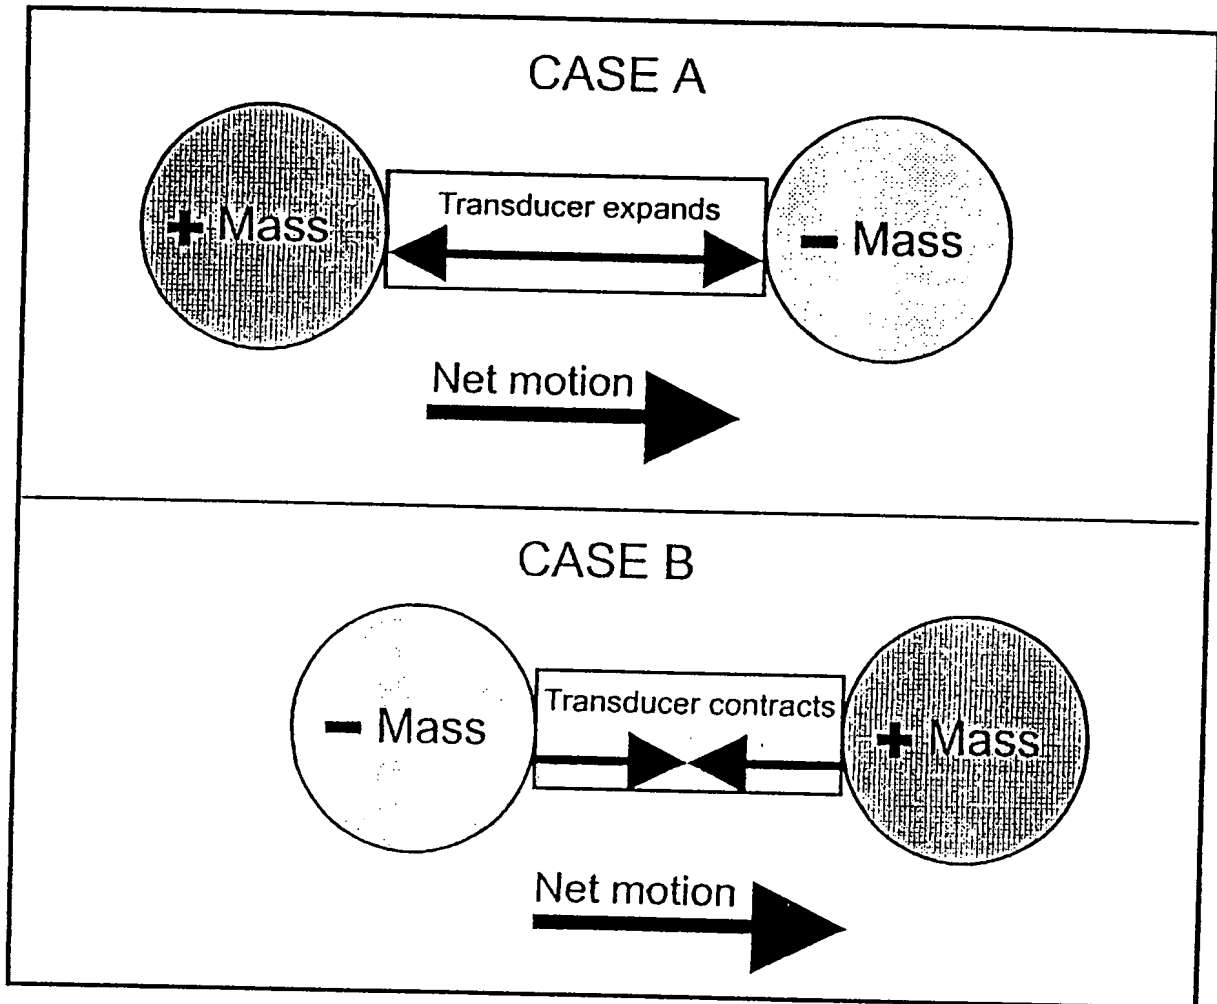 CASE A
+ Mass
Transducer expands
- Mass
Net motion
CASE B
- Mass
Transducer contracts
+ Mass
Net motion